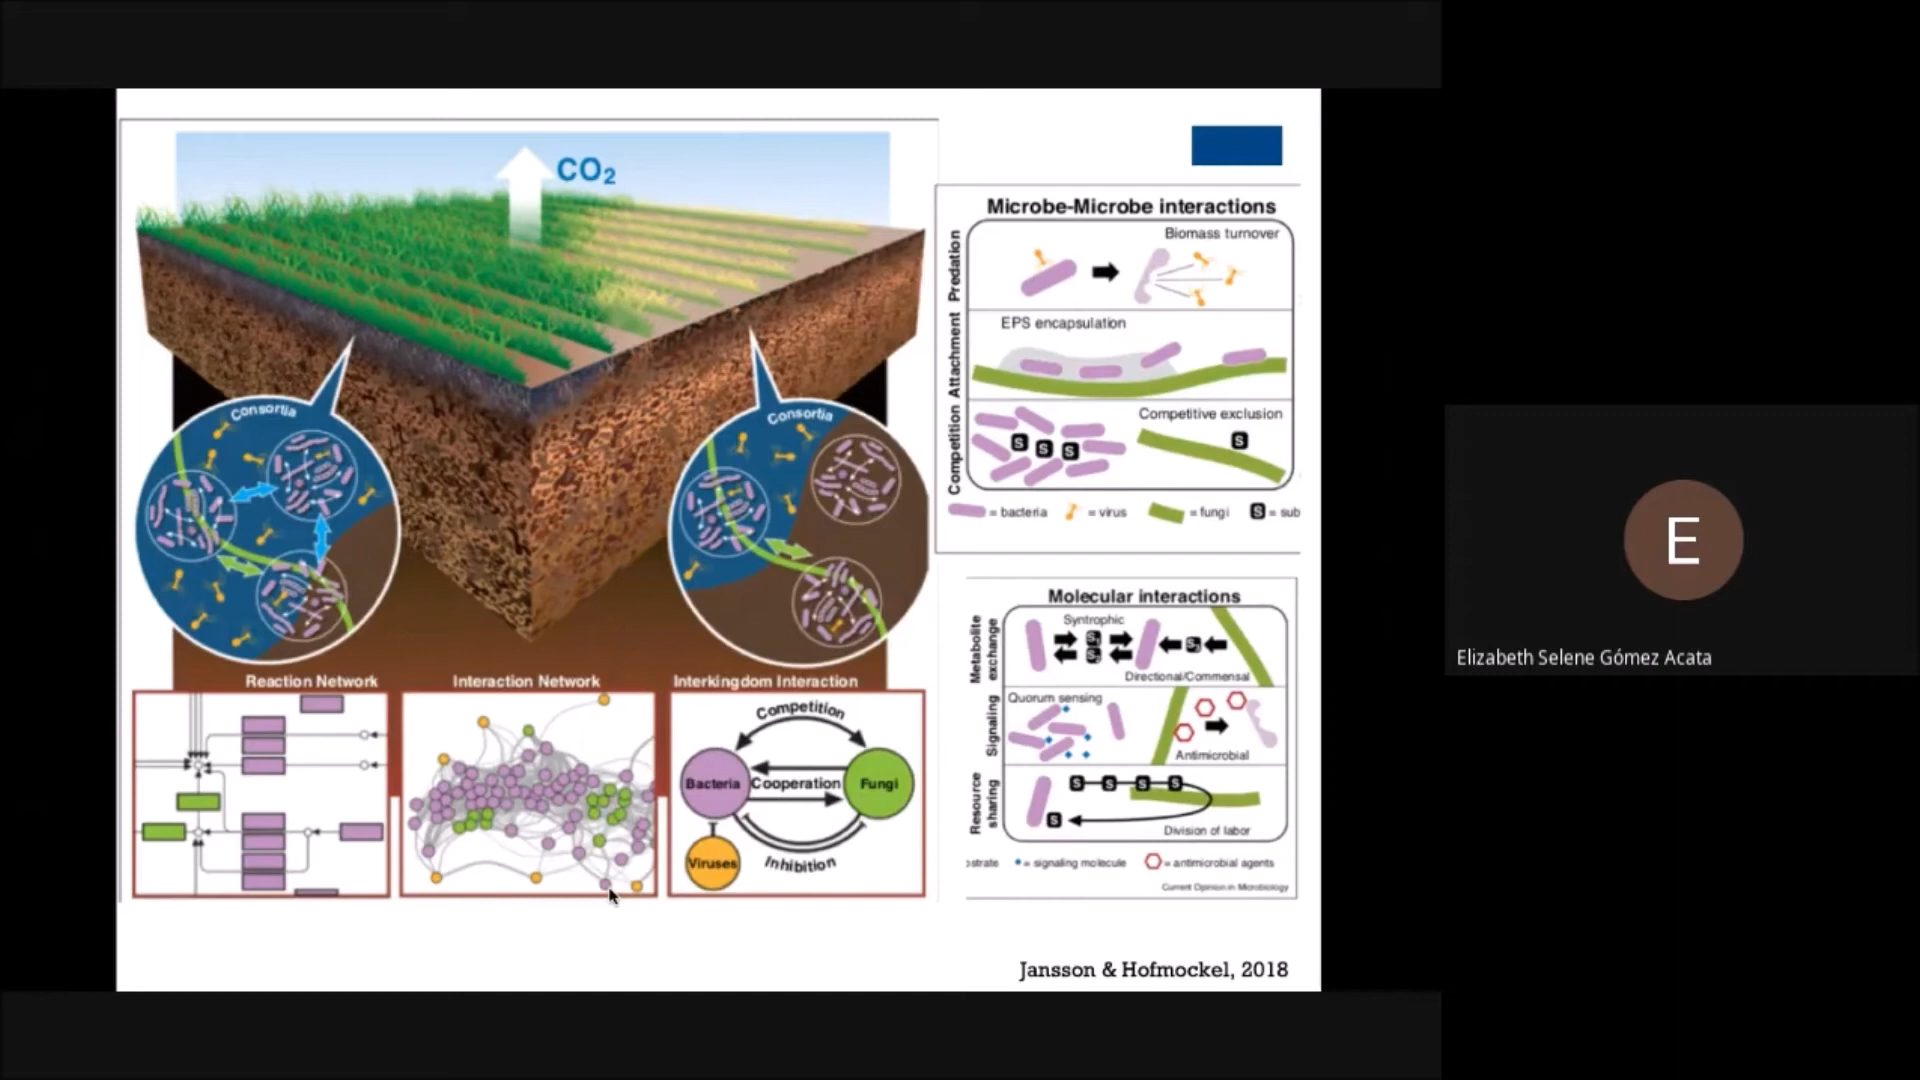 CO2
Consortia
Consortia
Reaction Network
Interaction Network
Interkingdom Interaction
Competition
Bacteria
Cooperation
Fungi
Viruses
Inhibition
Microbe-Microbe interactions
Predation
Biomass turnover
Attachment
EPS encapsulation
Competition
Competitive exclusion
S S S S
= bacteria = virus = fungi S = sub
Molecular interactions
Metabolite exchange
Syntrophic
Directional/Commensal
Signaling
Quorum sensing
Antimicrobial
Resource sharing
S S S S
S
Division of labor
strate = signaling molecule = antimicrobial agents
Current Opinion in Microbiology
Jansson & Hofmockel, 2018
E
Elizabeth Selene Gómez Acata